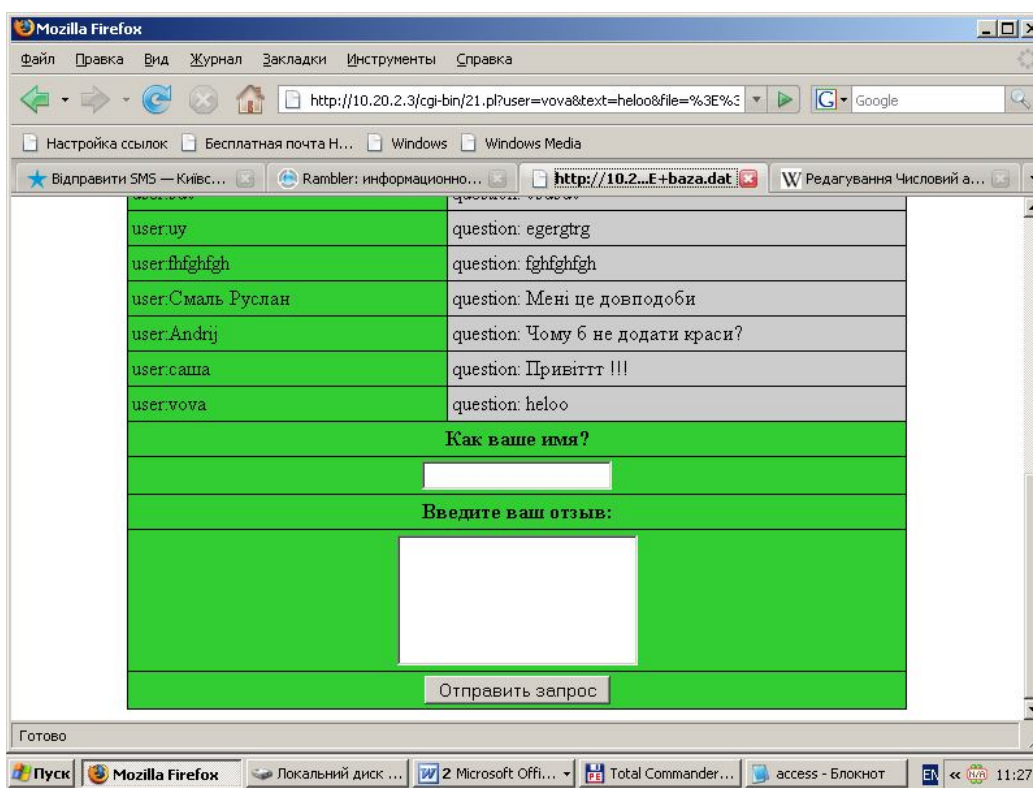 Mozilla Firefox
Файл Правка Вид Журнал Закладки Инструменты Справка
http://10.20.2.3/cgi-bin/21.pl?user=vova&text=heloo&file=%3E%3 Google
Настройка ссылок Бесплатная почта H... Windows Windows Media
Відправити SMS — Київс... Rambler: информационно... http://10.2...E+baza.dat Редагування Числовий а...
user:uy question: egergtrg
user:fhfghfgh question: fghfghfgh
user:Смаль Руслан question: Мені це довподоби
user:Andrij question: Чому б не додати краси?
user:саша question: Привіттт !!!
user:vova question: heloo
Как ваше имя?
Введите ваш отзыв:
Отправить запрос
Готово
Пуск Mozilla Firefox Локальний диск ... 2 Microsoft Offi... Total Commander... access - Блокнот EN « N/A 11:27